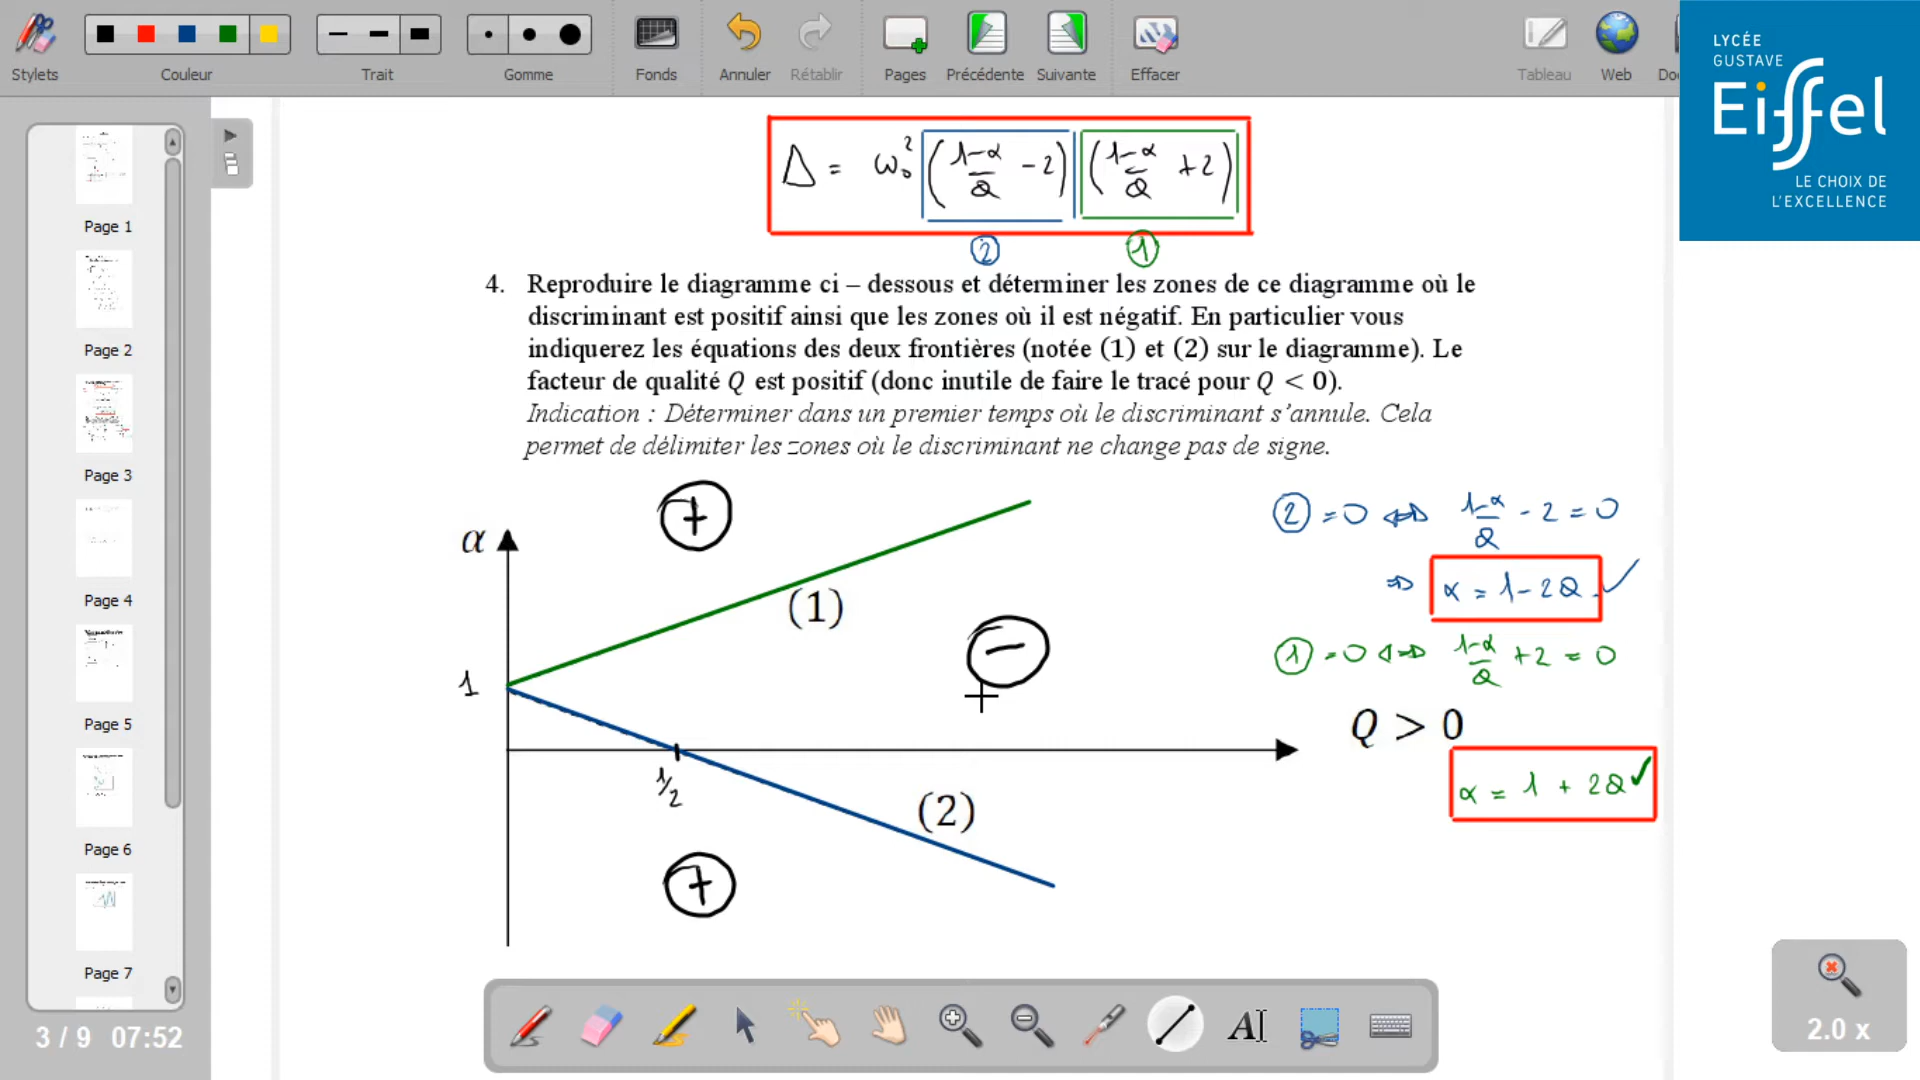 Stylets Couleur Trait Gomme Fonds Annuler Rétablir Pages Précédente Suivante Effacer Tableau Web
LYCÉE
GUSTAVE
Eiffel
LE CHOIX DE
L'EXCELLENCE
Page 1
Page 2
Page 3
Page 4
Page 5
Page 6
Page 7
3 / 9 07:52
Δ = ω₀² ((1-α)/Q - 2) ((1-α)/Q + 2)
② ①
4. Reproduire le diagramme ci – dessous et déterminer les zones de ce diagramme où le
discriminant est positif ainsi que les zones où il est négatif. En particulier vous
indiquerez les équations des deux frontières (notée (1) et (2) sur le diagramme). Le
facteur de qualité Q est positif (donc inutile de faire le tracé pour Q < 0).
Indication : Déterminer dans un premier temps où le discriminant s'annule. Cela
permet de délimiter les zones où le discriminant ne change pas de signe.
+
α
(1)
−
1
1/2
(2)
+
② = 0 ⇔ (1-α)/Q - 2 = 0
⇒ α = 1 - 2Q ✓
① = 0 ⇔ (1-α)/Q + 2 = 0
Q > 0
α = 1 + 2Q ✓
AI
2.0 x